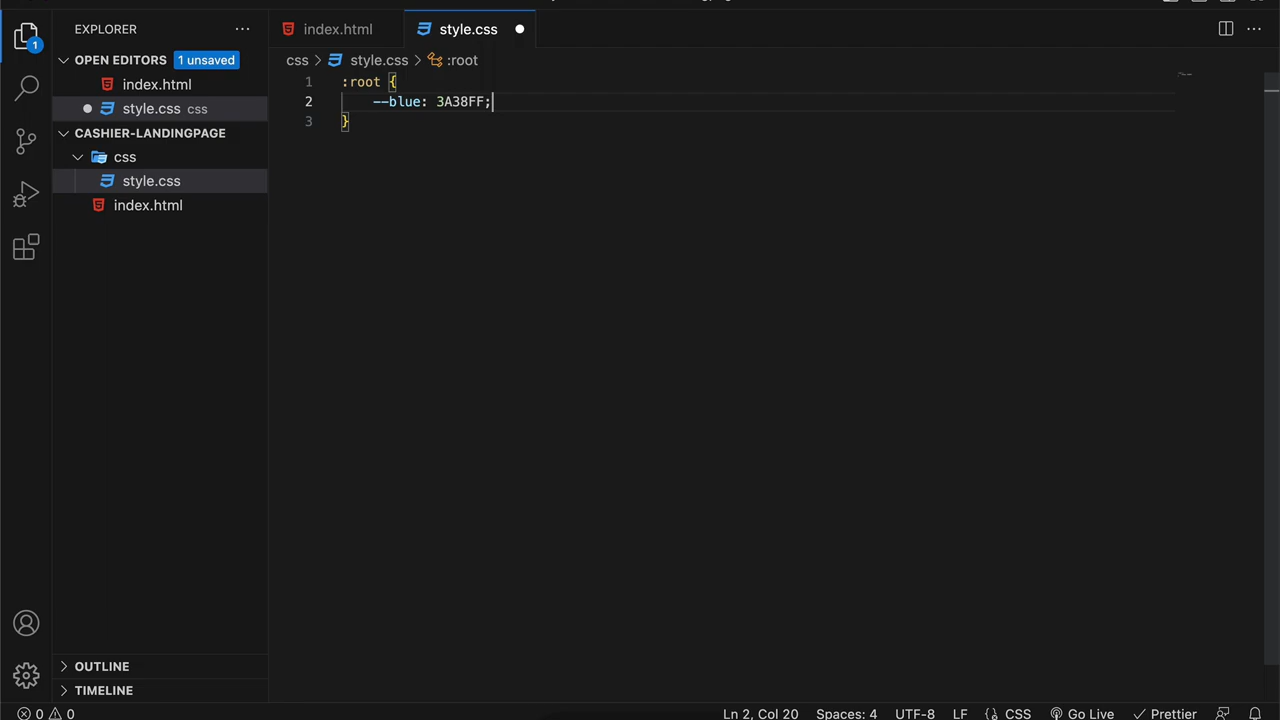 EXPLORER
index.html
style.css
OPEN EDITORS
1 unsaved
css
style.css
:root
index.html
style.css css
CASHIER-LANDINGPAGE
css
style.css
index.html
1
:root {
2
--blue: 3A38FF;
3
}
1
OUTLINE
TIMELINE
0
0
Ln 2, Col 20
Spaces: 4
UTF-8
LF
{} CSS
Go Live
Prettier